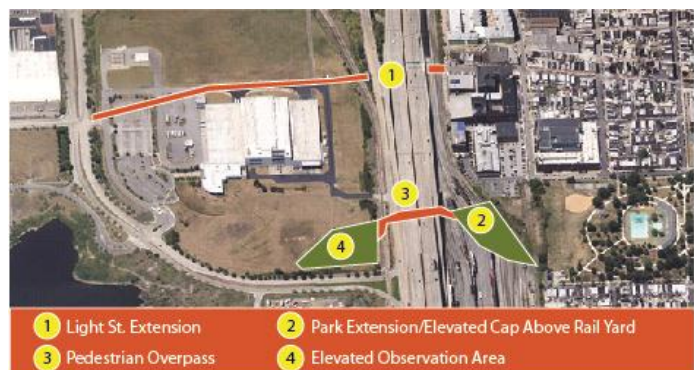 1
3
2
4
1 Light St. Extension
2 Park Extension/Elevated Cap Above Rail Yard
3 Pedestrian Overpass
4 Elevated Observation Area